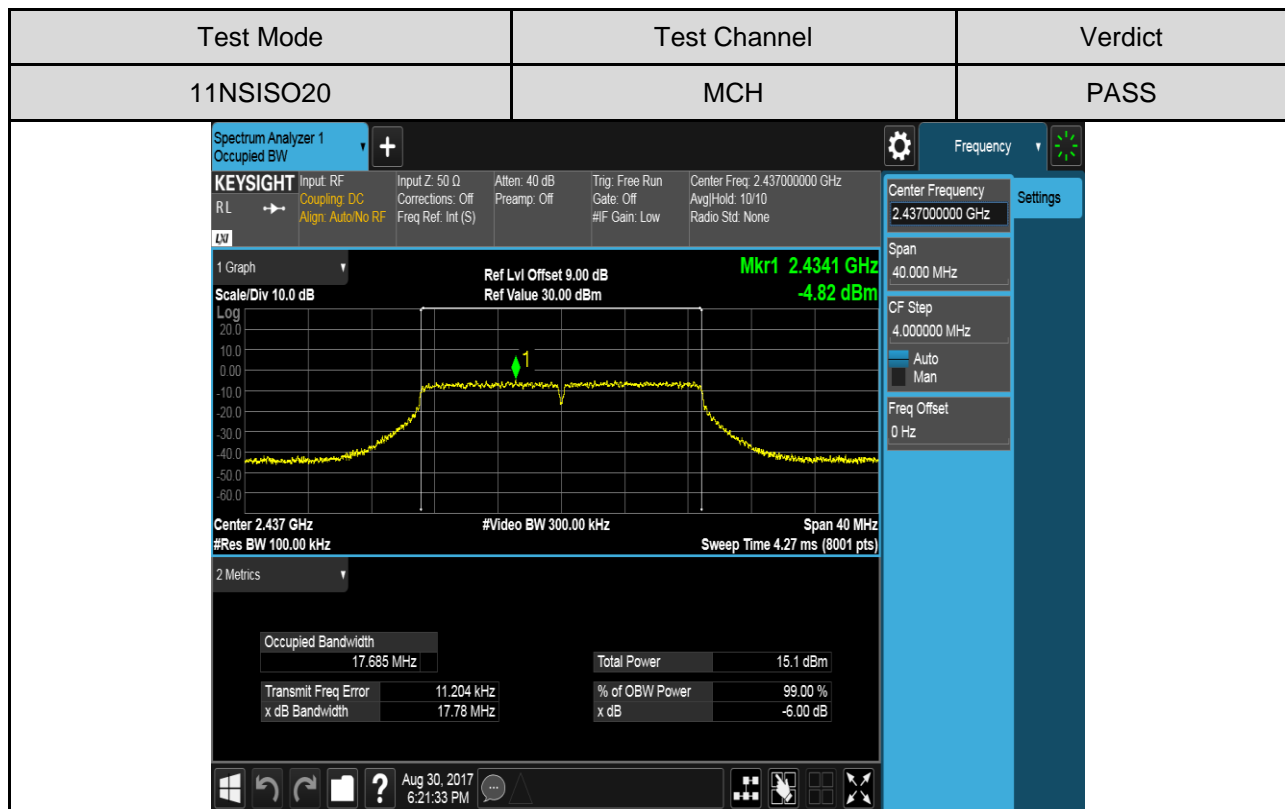 Test Mode Test Channel Verdict
11NSISO20 MCH PASS
Spectrum Analyzer 1
Occupied BW
+
Frequency
KEYSIGHT Input: RF Input Z: 50 Ω Atten: 40 dB Trig: Free Run Center Freq: 2.437000000 GHz
RL Coupling: DC Corrections: Off Preamp: Off Gate: Off Avg|Hold: 10/10
Align: Auto/No RF Freq Ref: Int (S) #IF Gain: Low Radio Std: None
LXI
Center Frequency
2.437000000 GHz
Settings
Span
40.000 MHz
CF Step
4.000000 MHz
Auto
Man
Freq Offset
0 Hz
1 Graph Ref Lvl Offset 9.00 dB Mkr1 2.4341 GHz
Scale/Div 10.0 dB Ref Value 30.00 dBm -4.82 dBm
Log
20.0
10.0
0.00
-10.0
-20.0
-30.0
-40.0
-50.0
-60.0
1
Center 2.437 GHz #Video BW 300.00 kHz Span 40 MHz
#Res BW 100.00 kHz Sweep Time 4.27 ms (8001 pts)
2 Metrics
Occupied Bandwidth
17.685 MHz Total Power 15.1 dBm
Transmit Freq Error 11.204 kHz % of OBW Power 99.00 %
x dB Bandwidth 17.78 MHz x dB -6.00 dB
? Aug 30, 2017
6:21:33 PM